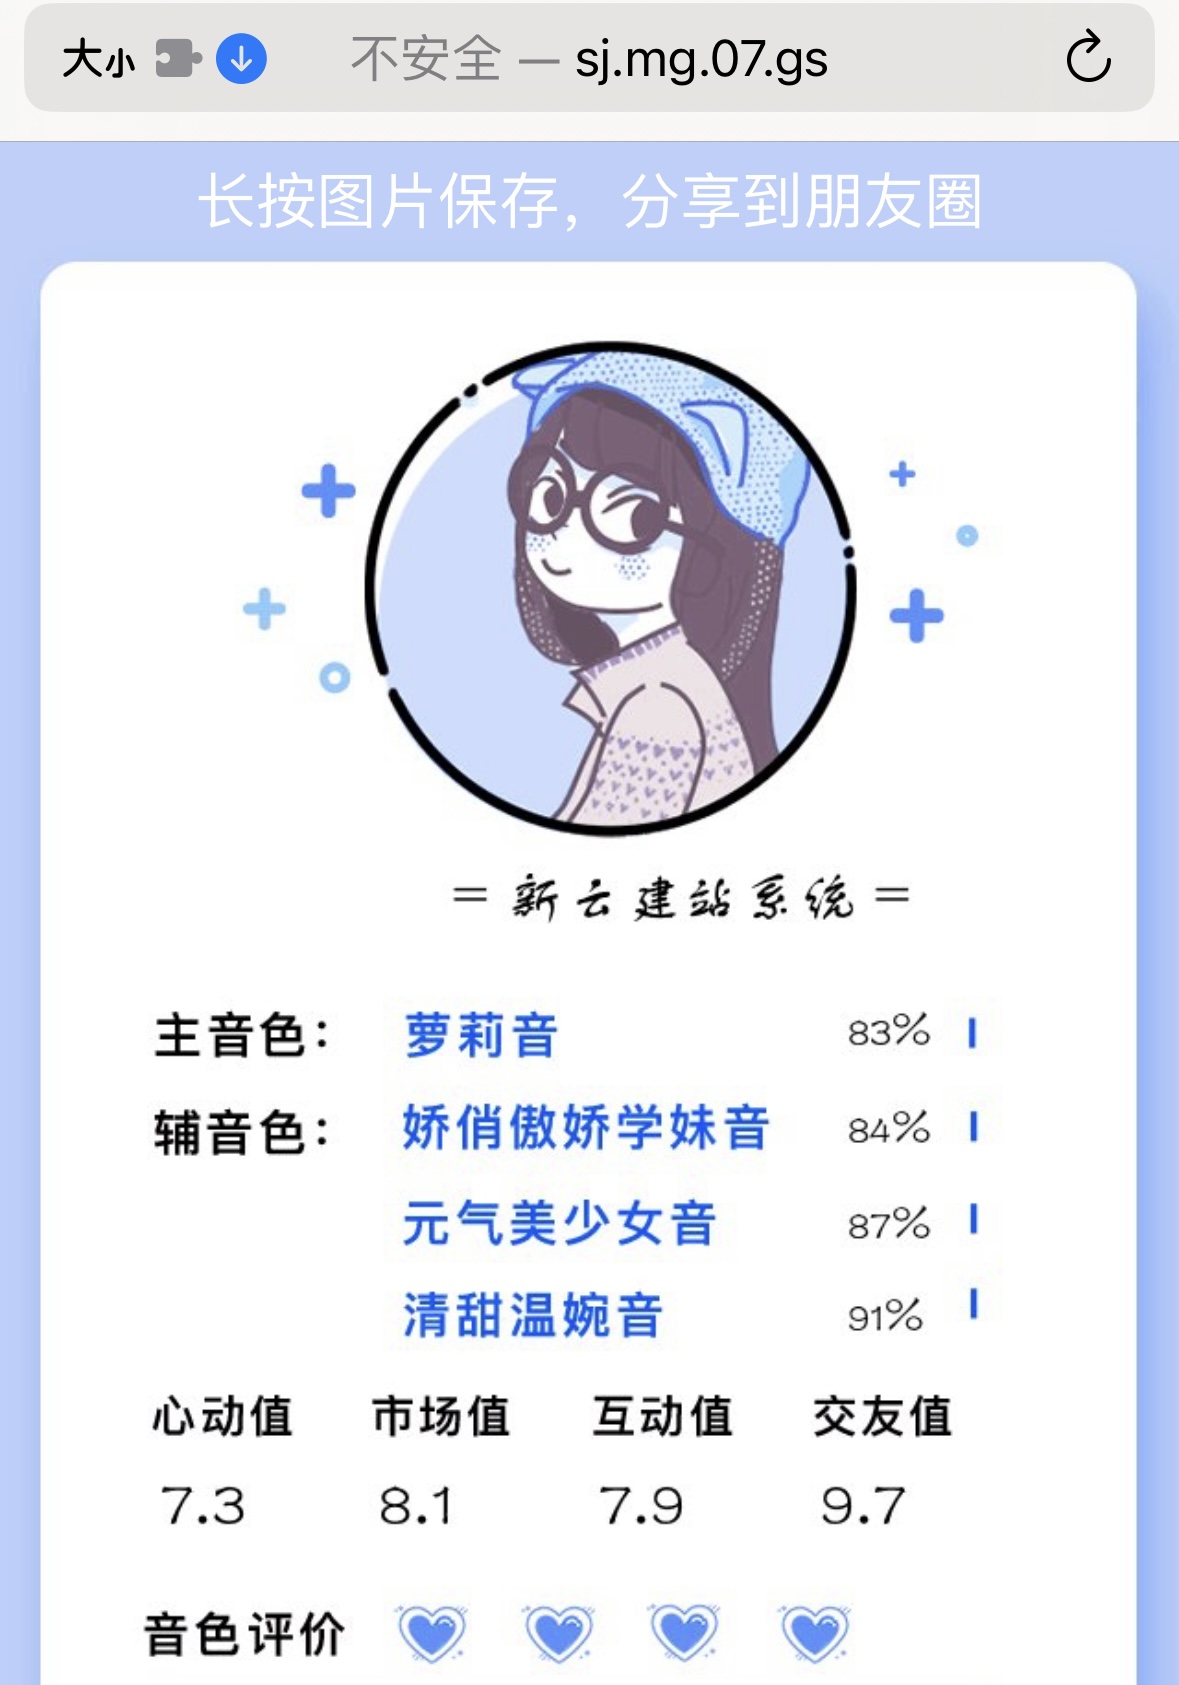 大小 不安全 — sj.mg.07.gs
长按图片保存，分享到朋友圈
= 新云建站系统 =
主音色： 萝莉音 83%
辅音色： 娇俏傲娇学妹音 84%
元气美少女音 87%
清甜温婉音 91%
心动值 市场值 互动值 交友值
7.3 8.1 7.9 9.7
音色评价